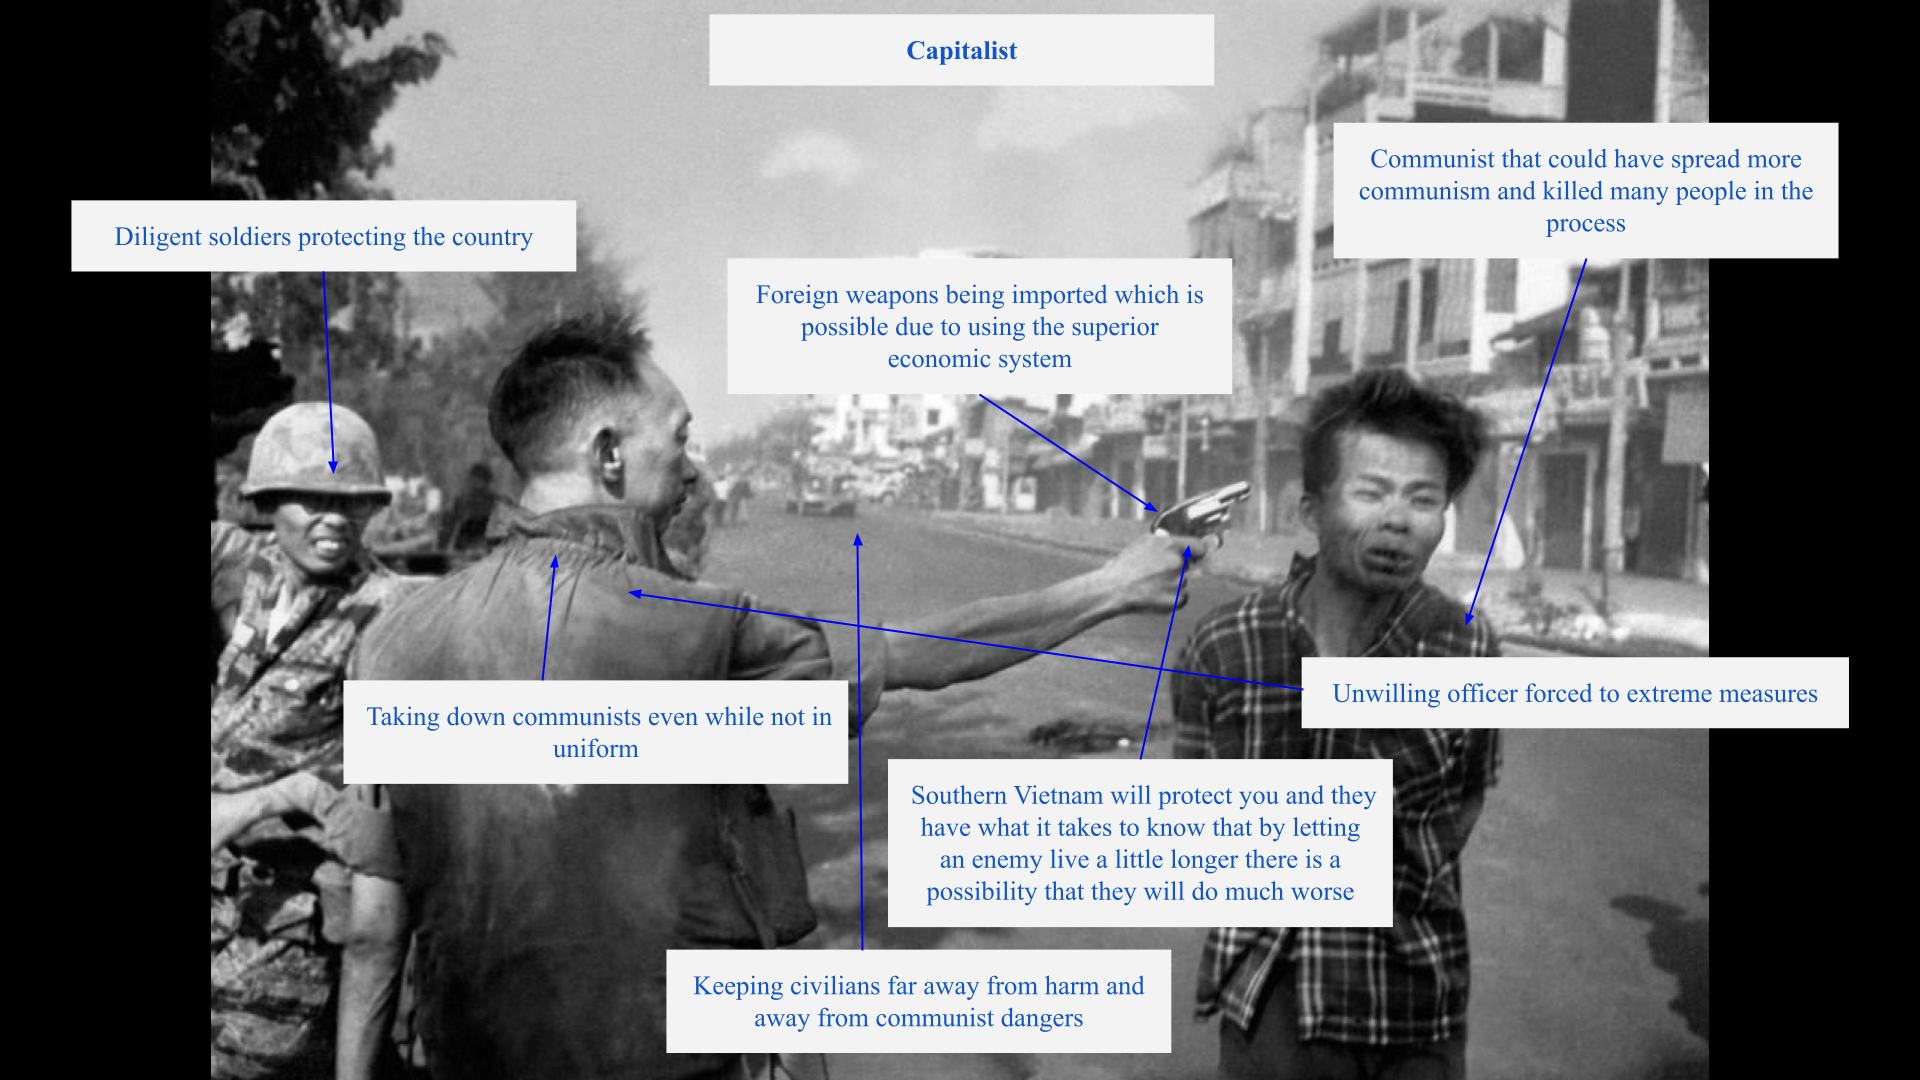 Capitalist
Communist that could have spread more
communism and killed many people in the
process
Diligent soldiers protecting the country
Foreign weapons being imported which is
possible due to using the superior
economic system
Unwilling officer forced to extreme measures
Taking down communists even while not in
uniform
Southern Vietnam will protect you and they
have what it takes to know that by letting
an enemy live a little longer there is a
possibility that they will do much worse
Keeping civilians far away from harm and
away from communist dangers